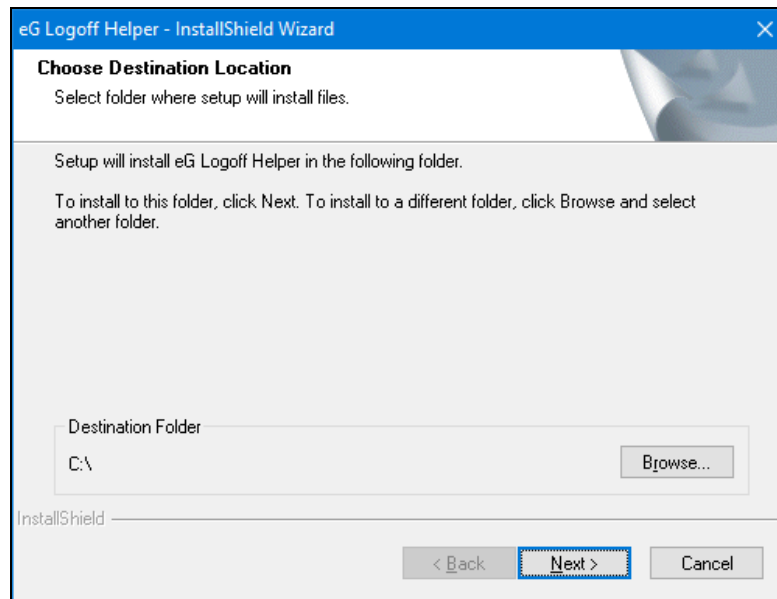 eG Logoff Helper - InstallShield Wizard
Choose Destination Location
Select folder where setup will install files.
Setup will install eG Logoff Helper in the following folder.
To install to this folder, click Next. To install to a different folder, click Browse and select
another folder.
Destination Folder
C:\
Browse...
InstallShield
< Back
Next >
Cancel